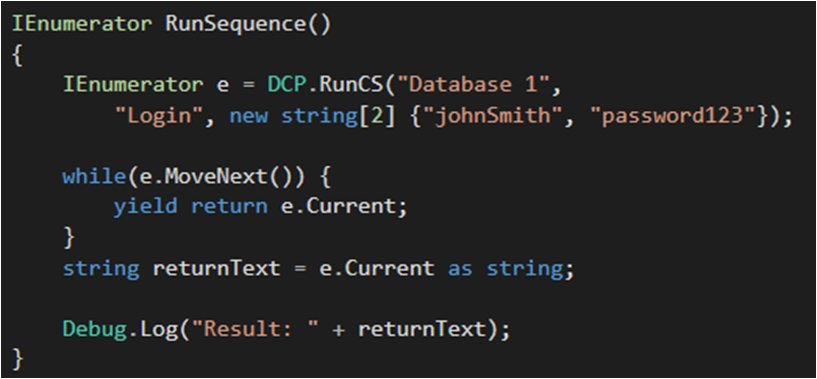 IEnumerator RunSequence()
{
    IEnumerator e = DCP.RunCS("Database 1",
        "Login", new string[2] {"johnSmith", "password123"});

    while(e.MoveNext()) {
        yield return e.Current;
    }
    string returnText = e.Current as string;

    Debug.Log("Result: " + returnText);
}